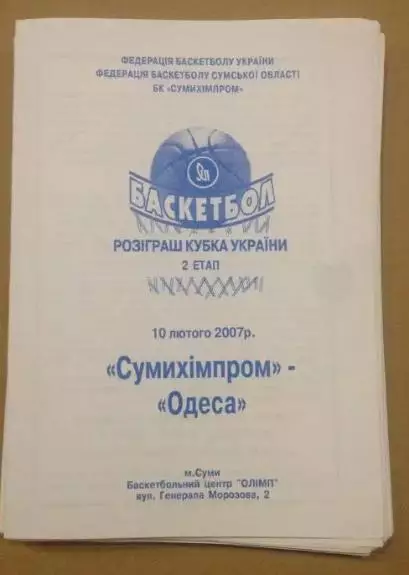 ФЕДЕРАЦІЯ БАСКЕТБОЛУ УКРАЇНИ
ФЕДЕРАЦІЯ БАСКЕТБОЛУ СУМСЬКОЇ ОБЛАСТІ
БК «СУМИХІМПРОМ»
БАСКЕТБОЛ
РОЗІГРАШ КУБКА УКРАЇНИ
2 ЕТАП
10 лютого 2007р.
«Сумихімпром» -
«Одеса»
м.Суми
Баскетбольний центр "ОЛІМП"
вул. Генерала Морозова, 2